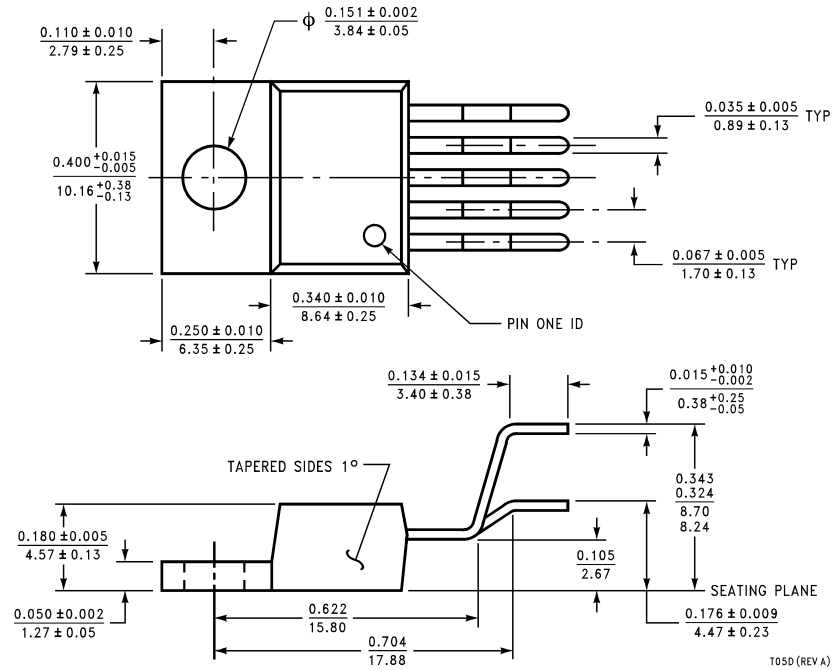 0.110 ± 0.010
2.79 ± 0.25
ϕ 0.151 ± 0.002
3.84 ± 0.05
0.035 ± 0.005
0.89 ± 0.13 TYP
0.400 +0.015 -0.005
10.16 +0.38 -0.13
0.067 ± 0.005
1.70 ± 0.13 TYP
0.340 ± 0.010
8.64 ± 0.25
PIN ONE ID
0.250 ± 0.010
6.35 ± 0.25
0.134 ± 0.015
3.40 ± 0.38
0.015 +0.010 -0.002
0.38 +0.25 -0.05
TAPERED SIDES 1°
0.343
0.324
8.70
8.24
0.180 ± 0.005
4.57 ± 0.13
0.105
2.67
SEATING PLANE
0.050 ± 0.002
1.27 ± 0.05
0.622
15.80
0.176 ± 0.009
4.47 ± 0.23
0.704
17.88
T05D (REV A)